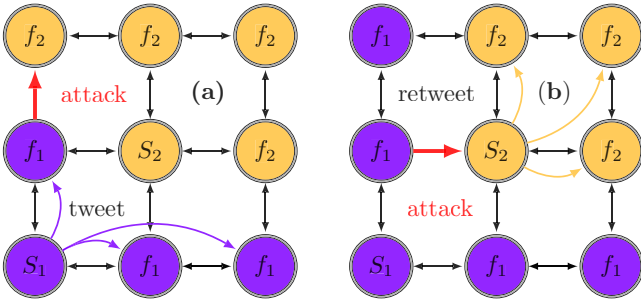 f₂ f₂ f₂
attack (a)
f₁ S₂ f₂
tweet
S₁ f₁ f₁
f₁ f₂ f₂
retweet (b)
f₁ S₂ f₂
attack
S₁ f₁ f₁